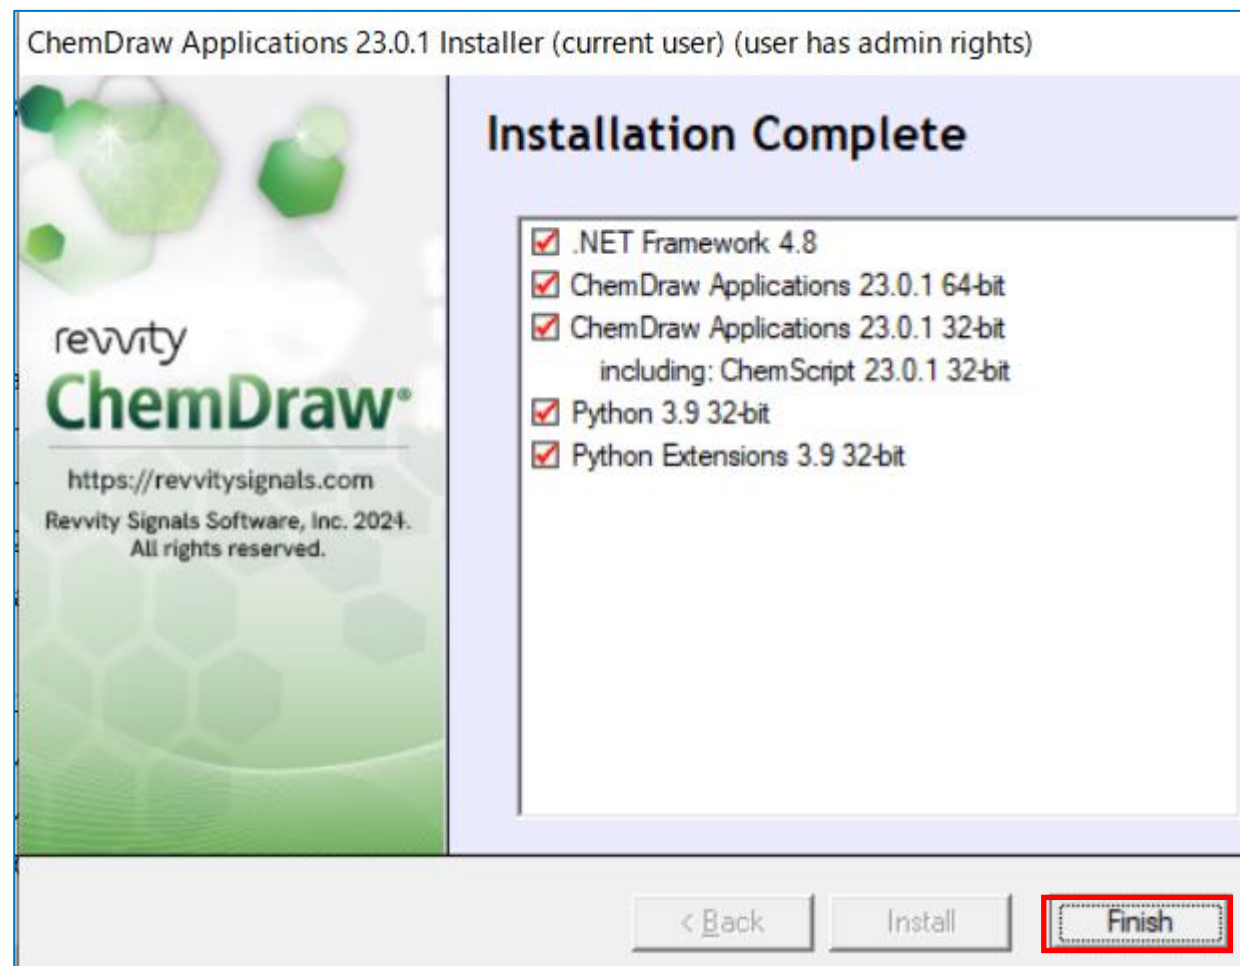 ChemDraw Applications 23.0.1 Installer (current user) (user has admin rights)
revvity
ChemDraw®
https://revvitysignals.com
Revvity Signals Software, Inc. 2024.
All rights reserved.
Installation Complete
.NET Framework 4.8
ChemDraw Applications 23.0.1 64-bit
ChemDraw Applications 23.0.1 32-bit
including: ChemScript 23.0.1 32-bit
Python 3.9 32-bit
Python Extensions 3.9 32-bit
< Back
Install
Finish